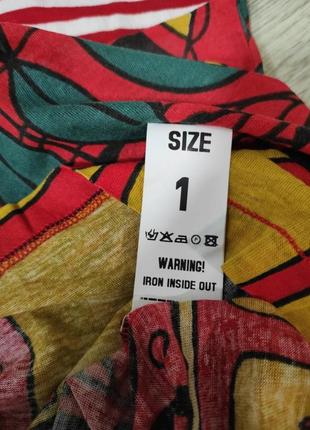 SIZE
1
WARNING!
IRON INSIDE OUT